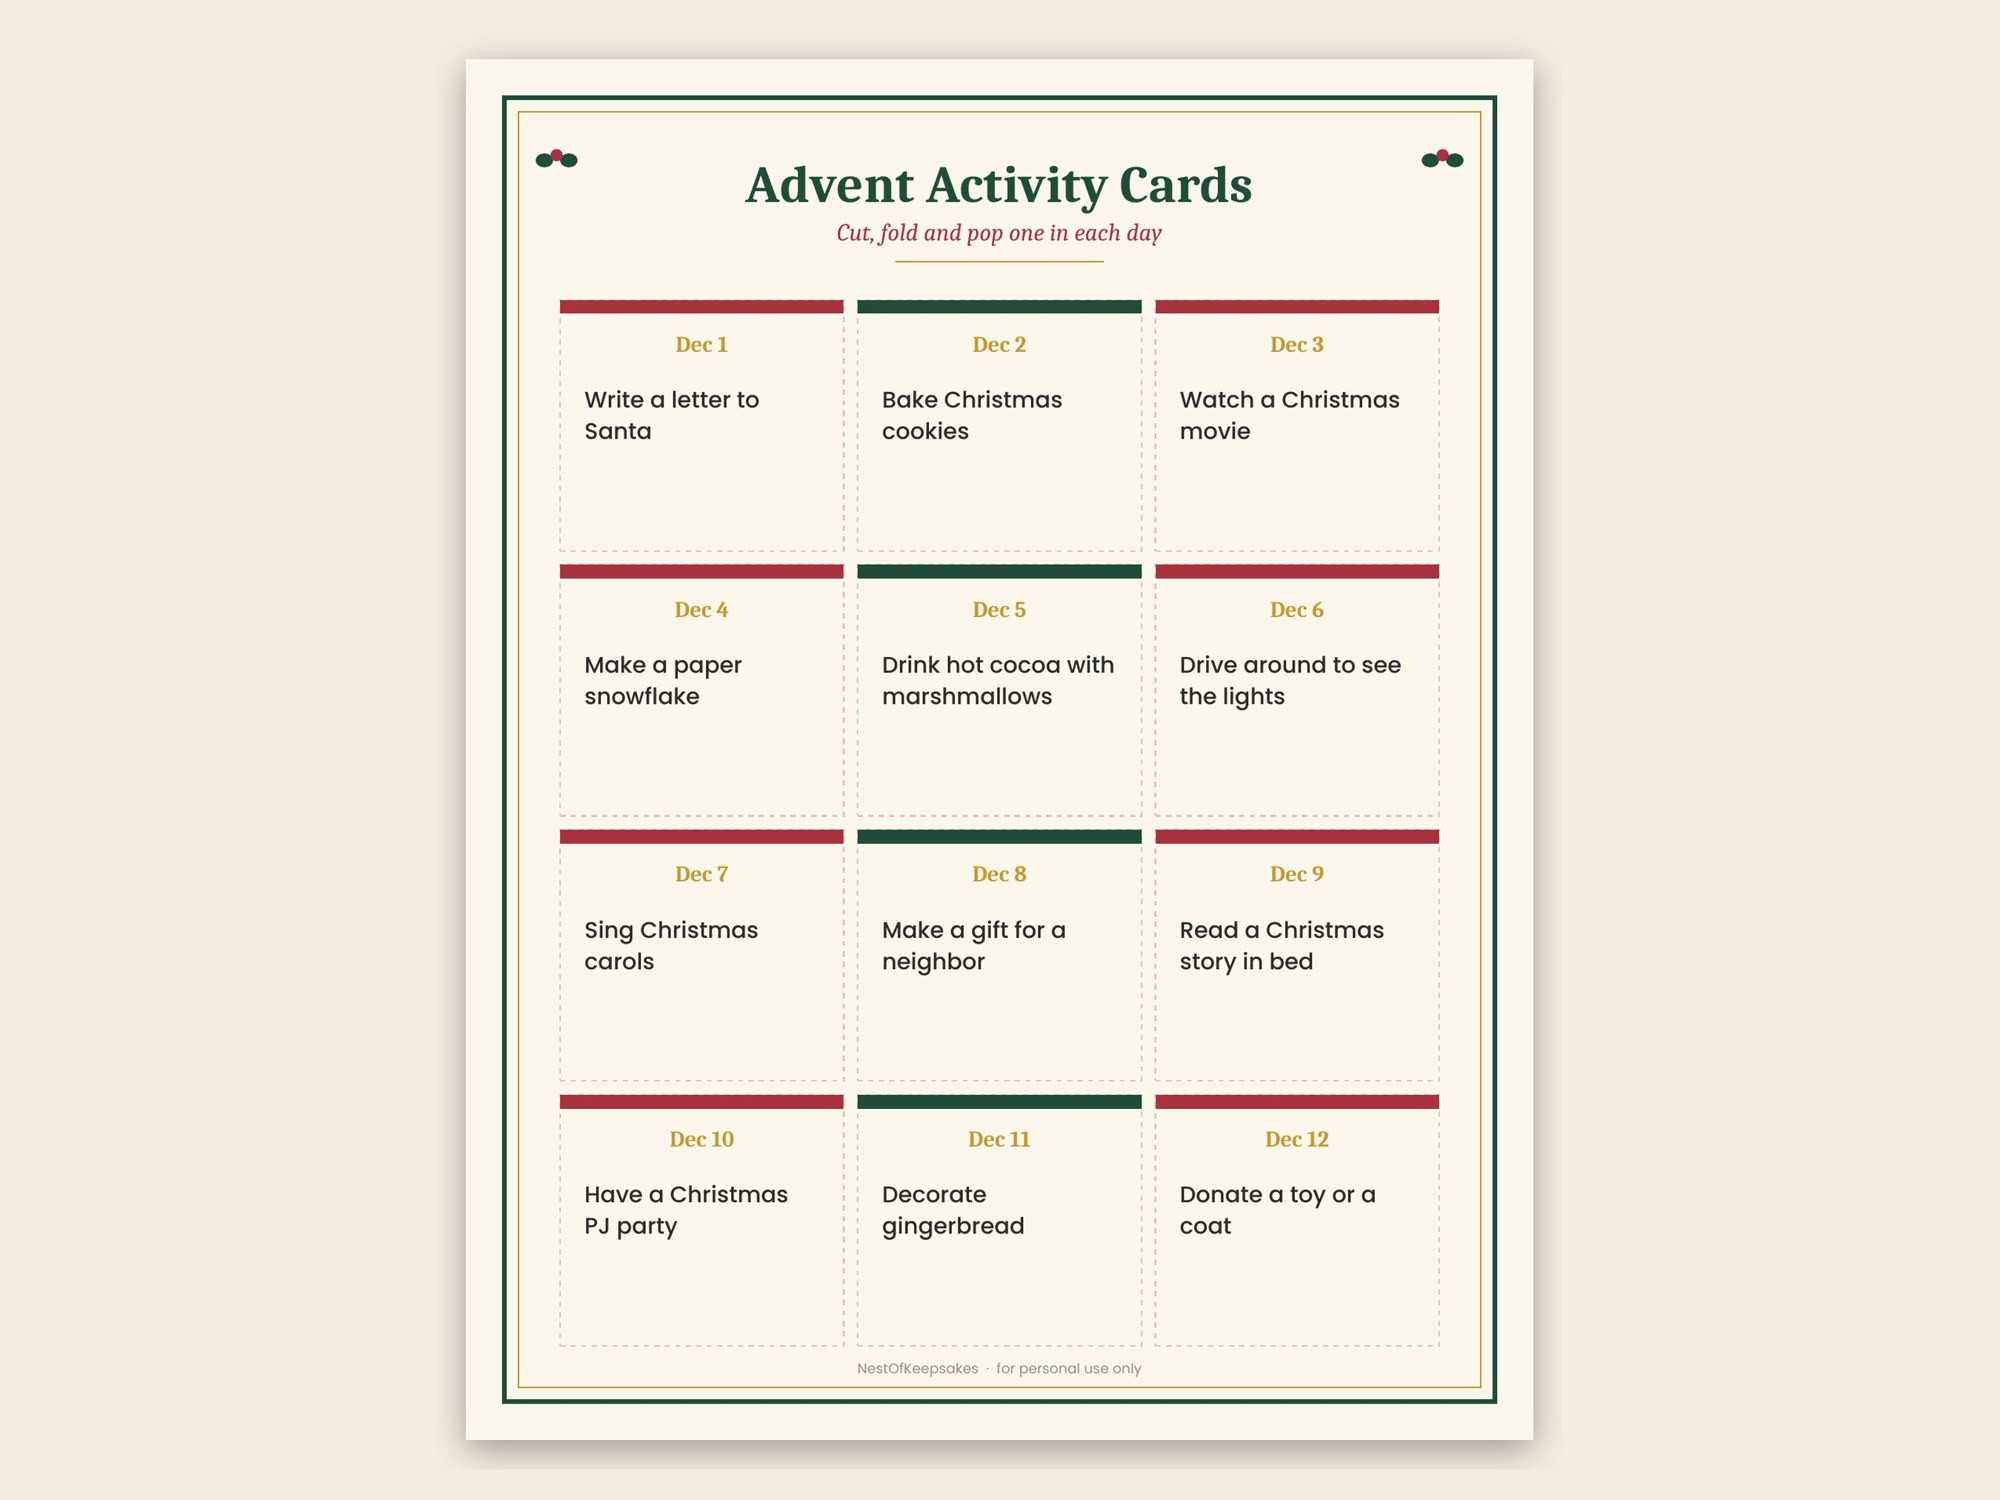 Advent Activity Cards
Cut, fold and pop one in each day
Dec 1
Write a letter to
Santa
Dec 2
Bake Christmas
cookies
Dec 3
Watch a Christmas
movie
Dec 4
Make a paper
snowflake
Dec 5
Drink hot cocoa with
marshmallows
Dec 6
Drive around to see
the lights
Dec 7
Sing Christmas
carols
Dec 8
Make a gift for a
neighbor
Dec 9
Read a Christmas
story in bed
Dec 10
Have a Christmas
PJ party
Dec 11
Decorate
gingerbread
Dec 12
Donate a toy or a
coat
NestOfKeepsakes · for personal use only